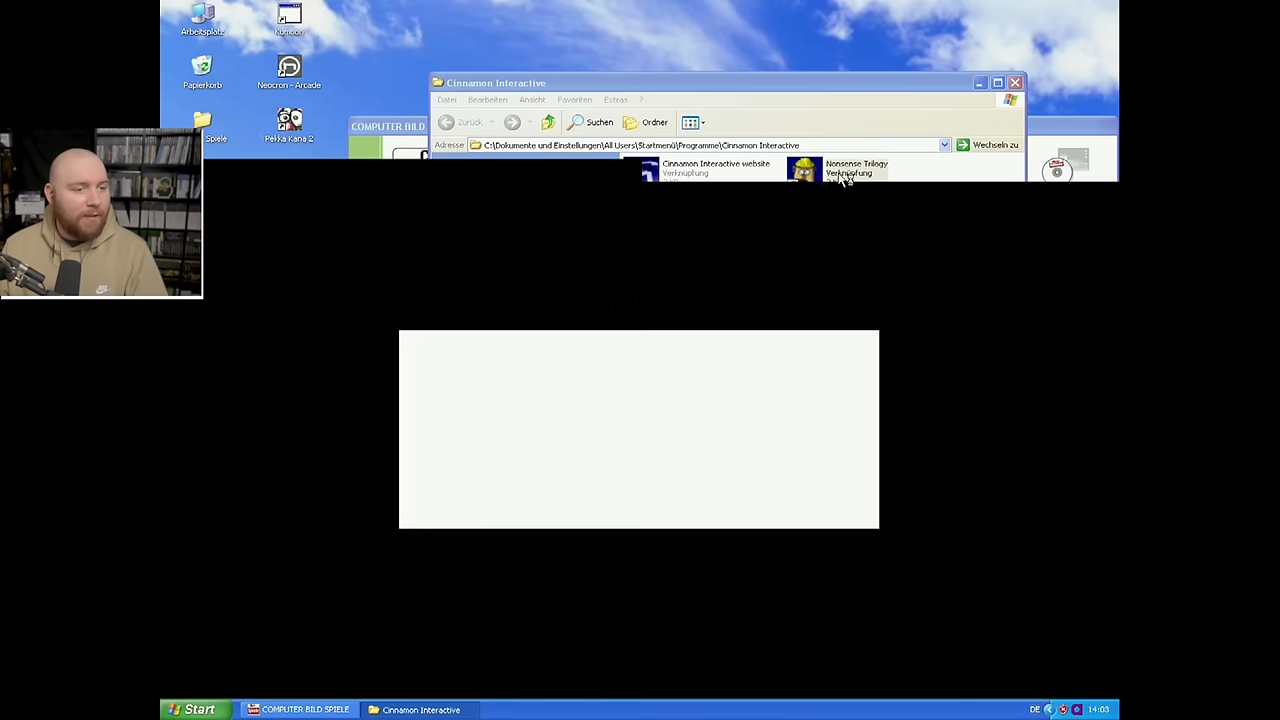 Arbeitsplatz
Kumoon
Papierkorb
Neocron - Arcade
Spiele
Pekka Kana 2
COMPUTER BILD
Cinnamon Interactive
Datei Bearbeiten Ansicht Favoriten Extras ?
Zurück Suchen Ordner
Adresse C:\Dokumente und Einstellungen\All Users\Startmenü\Programme\Cinnamon Interactive Wechseln zu
Cinnamon Interactive website
Verknüpfung
Nonsense Trilogy
Verknüpfung
Start COMPUTER BILD SPIELE Cinnamon Interactive DE 14:03